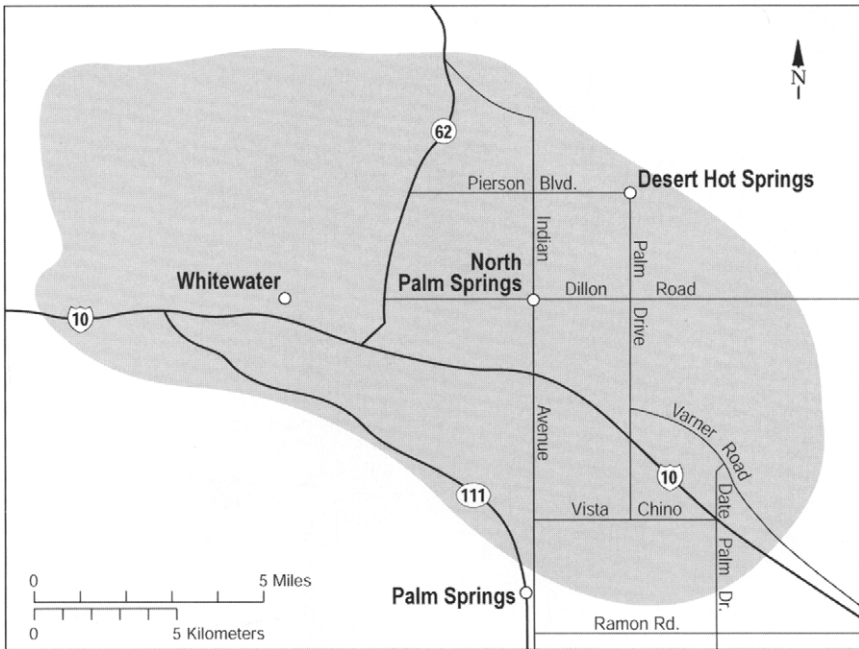 N
62
Pierson Blvd.
Desert Hot Springs
Indian
Palm
North
Palm Springs
Whitewater
Dillon Road
10
Drive
Avenue
Varner Road
10
111
Date
Vista Chino
Palm Dr.
0 5 Miles
0 5 Kilometers
Palm Springs
Ramon Rd.